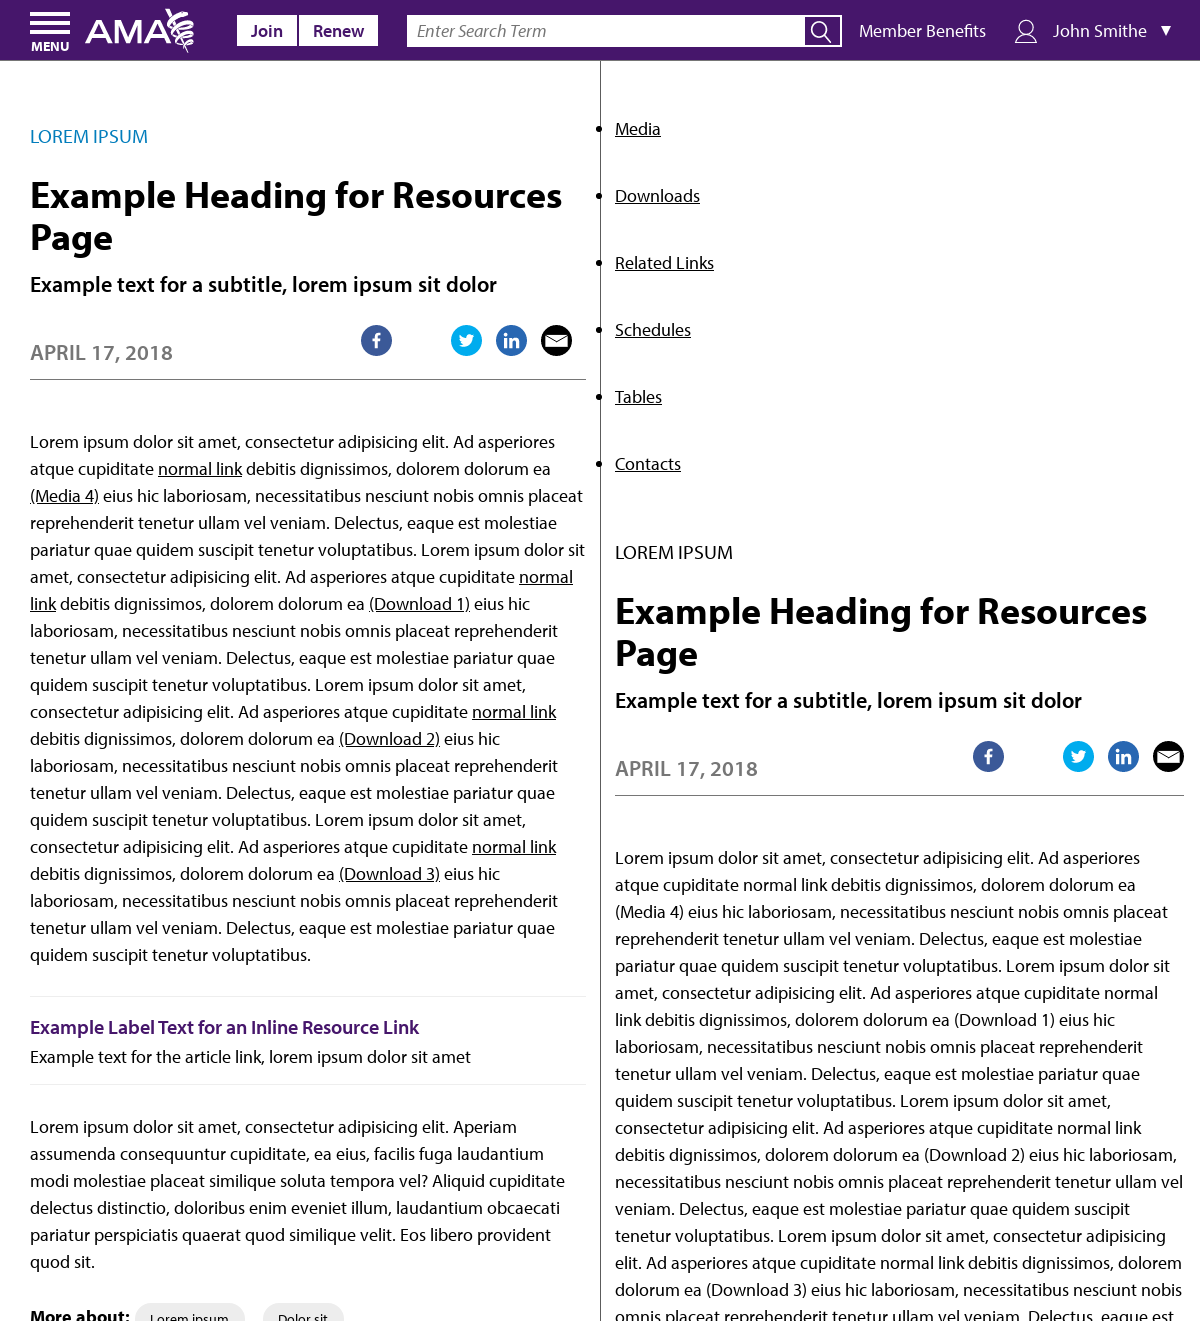 MENU
AMA
Join
Renew
Enter Search Term
Member Benefits
John Smithe
LOREM IPSUM
Example Heading for Resources
Page
Example text for a subtitle, lorem ipsum sit dolor
APRIL 17, 2018
Lorem ipsum dolor sit amet, consectetur adipisicing elit. Ad asperiores
atque cupiditate normal link debitis dignissimos, dolorem dolorum ea
(Media 4) eius hic laboriosam, necessitatibus nesciunt nobis omnis placeat
reprehenderit tenetur ullam vel veniam. Delectus, eaque est molestiae
pariatur quae quidem suscipit tenetur voluptatibus. Lorem ipsum dolor sit
amet, consectetur adipisicing elit. Ad asperiores atque cupiditate normal
link debitis dignissimos, dolorem dolorum ea (Download 1) eius hic
laboriosam, necessitatibus nesciunt nobis omnis placeat reprehenderit
tenetur ullam vel veniam. Delectus, eaque est molestiae pariatur quae
quidem suscipit tenetur voluptatibus. Lorem ipsum dolor sit amet,
consectetur adipisicing elit. Ad asperiores atque cupiditate normal link
debitis dignissimos, dolorem dolorum ea (Download 2) eius hic
laboriosam, necessitatibus nesciunt nobis omnis placeat reprehenderit
tenetur ullam vel veniam. Delectus, eaque est molestiae pariatur quae
quidem suscipit tenetur voluptatibus. Lorem ipsum dolor sit amet,
consectetur adipisicing elit. Ad asperiores atque cupiditate normal link
debitis dignissimos, dolorem dolorum ea (Download 3) eius hic
laboriosam, necessitatibus nesciunt nobis omnis placeat reprehenderit
tenetur ullam vel veniam. Delectus, eaque est molestiae pariatur quae
quidem suscipit tenetur voluptatibus.
Example Label Text for an Inline Resource Link
Example text for the article link, lorem ipsum dolor sit amet
Lorem ipsum dolor sit amet, consectetur adipisicing elit. Aperiam
assumenda consequuntur cupiditate, ea eius, facilis fuga laudantium
modi molestiae placeat similique soluta tempora vel? Aliquid cupiditate
delectus distinctio, doloribus enim eveniet illum, laudantium obcaecati
pariatur perspiciatis quaerat quod similique velit. Eos libero provident
quod sit.
More about: Lorem ipsum Dolor sit
Media
Downloads
Related Links
Schedules
Tables
Contacts
LOREM IPSUM
Example Heading for Resources
Page
Example text for a subtitle, lorem ipsum sit dolor
APRIL 17, 2018
Lorem ipsum dolor sit amet, consectetur adipisicing elit. Ad asperiores
atque cupiditate normal link debitis dignissimos, dolorem dolorum ea
(Media 4) eius hic laboriosam, necessitatibus nesciunt nobis omnis placeat
reprehenderit tenetur ullam vel veniam. Delectus, eaque est molestiae
pariatur quae quidem suscipit tenetur voluptatibus. Lorem ipsum dolor sit
amet, consectetur adipisicing elit. Ad asperiores atque cupiditate normal
link debitis dignissimos, dolorem dolorum ea (Download 1) eius hic
laboriosam, necessitatibus nesciunt nobis omnis placeat reprehenderit
tenetur ullam vel veniam. Delectus, eaque est molestiae pariatur quae
quidem suscipit tenetur voluptatibus. Lorem ipsum dolor sit amet,
consectetur adipisicing elit. Ad asperiores atque cupiditate normal link
debitis dignissimos, dolorem dolorum ea (Download 2) eius hic laboriosam,
necessitatibus nesciunt nobis omnis placeat reprehenderit tenetur ullam vel
veniam. Delectus, eaque est molestiae pariatur quae quidem suscipit
tenetur voluptatibus. Lorem ipsum dolor sit amet, consectetur adipisicing
elit. Ad asperiores atque cupiditate normal link debitis dignissimos, dolorem
dolorum ea (Download 3) eius hic laboriosam, necessitatibus nesciunt nobis
omnis placeat reprehenderit tenetur ullam vel veniam. Delectus, eaque est